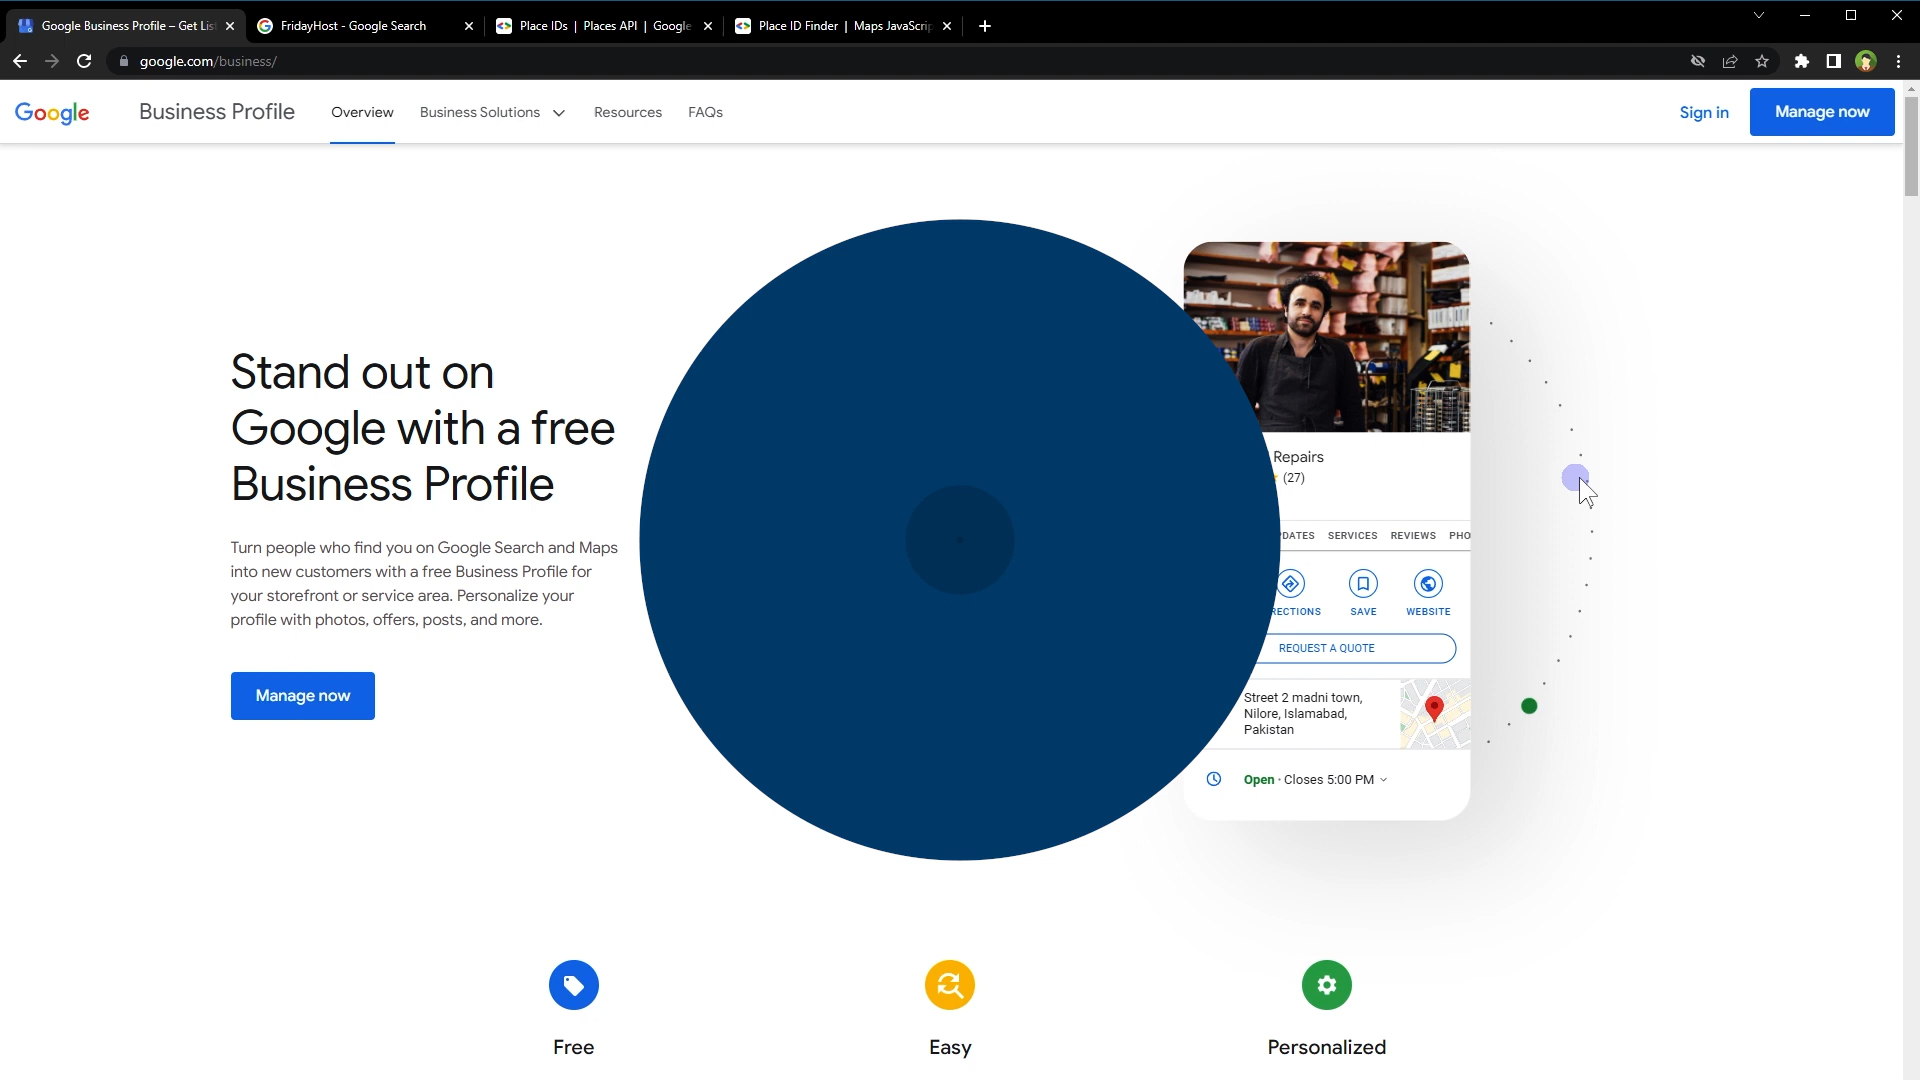 Google Business Profile – Get Lis
FridayHost - Google Search
Place IDs | Places API | Google
Place ID Finder | Maps JavaScrip
google.com/business/
Google Business Profile
Overview
Business Solutions
Resources
FAQs
Sign in
Manage now
Stand out on
Google with a free
Business Profile
Turn people who find you on Google Search and Maps
into new customers with a free Business Profile for
your storefront or service area. Personalize your
profile with photos, offers, posts, and more.
Manage now
Repairs
(27)
PDATES SERVICES REVIEWS PHO
RECTIONS SAVE WEBSITE
REQUEST A QUOTE
Street 2 madni town,
Nilore, Islamabad,
Pakistan
Open · Closes 5:00 PM
Free
Easy
Personalized